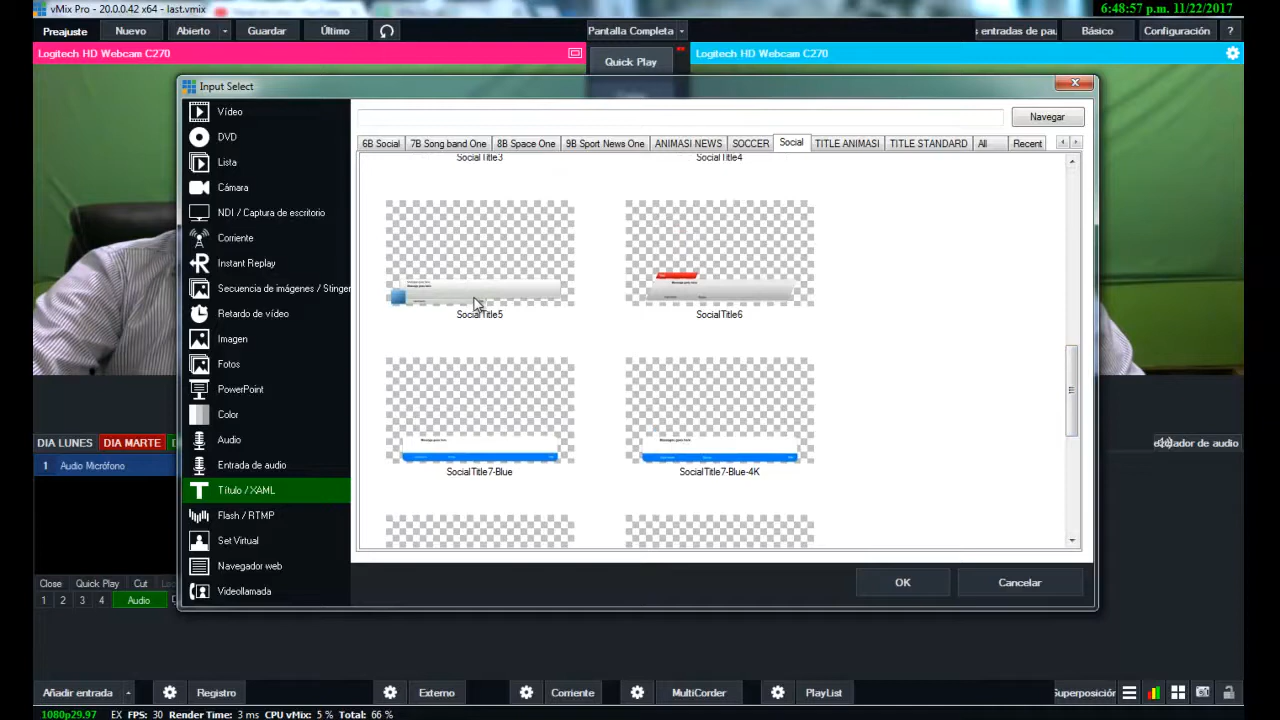 vMix Pro - 20.0.0.42 x64 - last.vmix
6:48:57 p.m. 11/22/2017
Preajuste Nuevo Abierto Guardar Último Pantalla Completa s entradas de pau Básico Configuración ?
Logitech HD Webcam C270
Quick Play
Logitech HD Webcam C270
Input Select
Vídeo
DVD
Lista
Cámara
NDI / Captura de escritorio
Corriente
Instant Replay
Secuencia de imágenes / Stinger
Retardo de vídeo
Imagen
Fotos
PowerPoint
Color
Audio
Entrada de audio
Título / XAML
Flash / RTMP
Set Virtual
Navegador web
Videollamada
Navegar
6B Social 7B Song band One 8B Space One 9B Sport News One ANIMASI NEWS SOCCER Social TITLE ANIMASI TITLE STANDARD All Recent
SocialTitle3 SocialTitle4
SocialTitle5 SocialTitle6
SocialTitle7-Blue SocialTitle7-Blue-4K
OK Cancelar
DIA LUNES DIA MARTE
1 Audio Micrófono
Close Quick Play Cut
1 2 3 4 Audio
Añadir entrada Registro Externo Corriente MultiCorder PlayList Superposición
1080p29.97 EX FPS: 30 Render Time: 3 ms CPU vMix: 5 % Total: 66 %